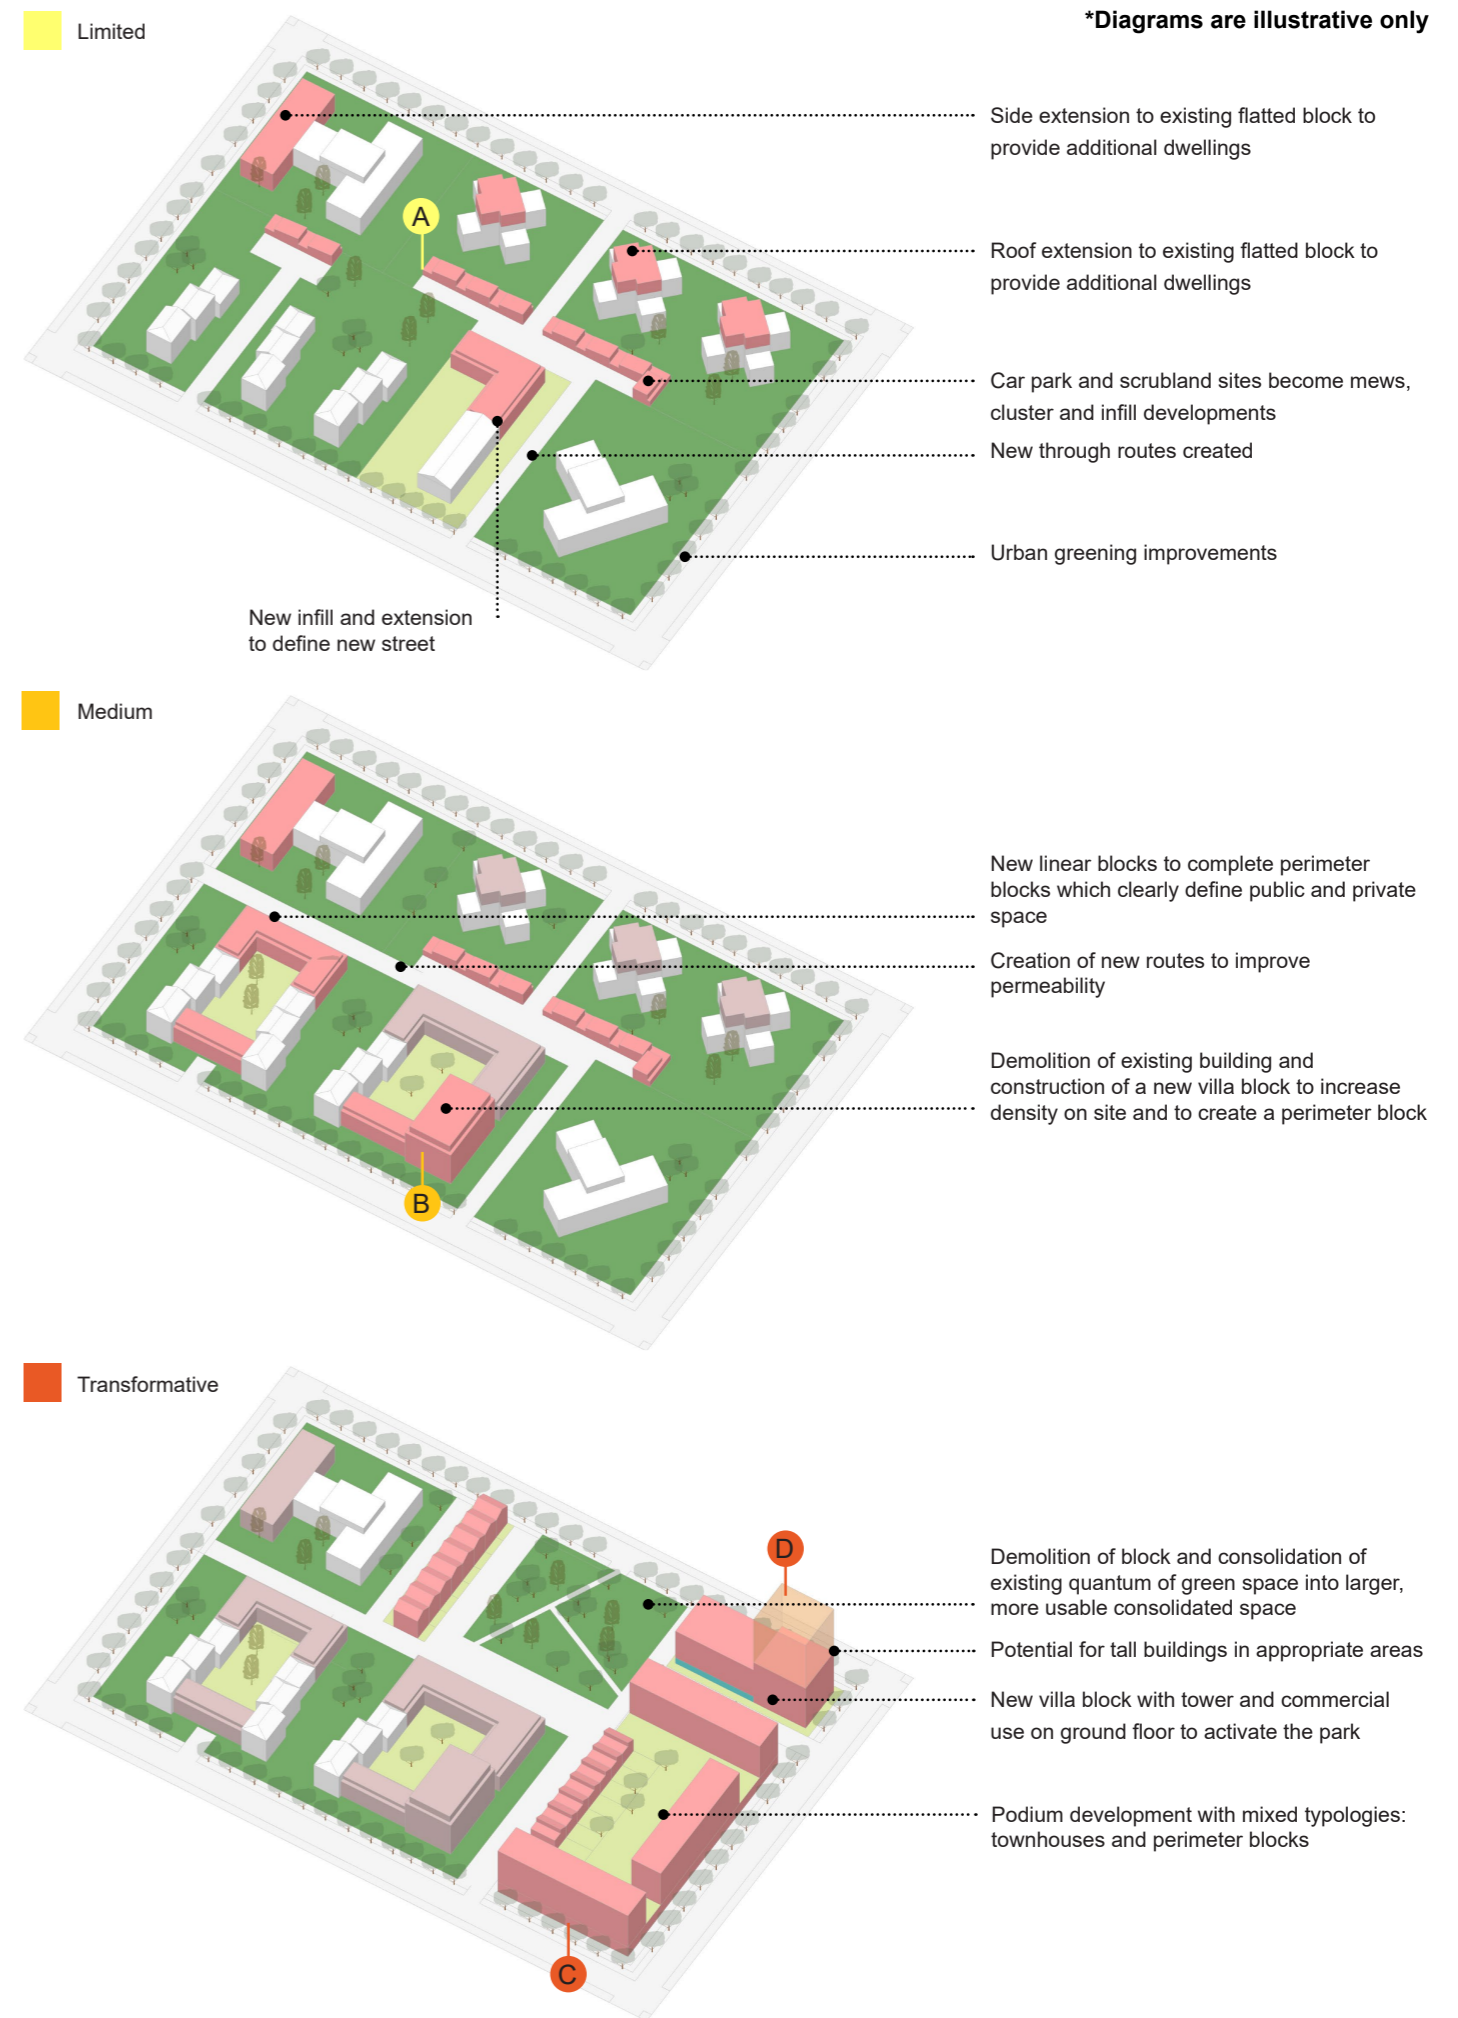 Limited
*Diagrams are illustrative only
Side extension to existing flatted block to
provide additional dwellings
A
Roof extension to existing flatted block to
provide additional dwellings
Car park and scrubland sites become mews,
cluster and infill developments
New through routes created
Urban greening improvements
New infill and extension
to define new street
Medium
New linear blocks to complete perimeter
blocks which clearly define public and private
space
Creation of new routes to improve
permeability
Demolition of existing building and
construction of a new villa block to increase
density on site and to create a perimeter block
B
Transformative
D
Demolition of block and consolidation of
existing quantum of green space into larger,
more usable consolidated space
Potential for tall buildings in appropriate areas
New villa block with tower and commercial
use on ground floor to activate the park
Podium development with mixed typologies:
townhouses and perimeter blocks
C